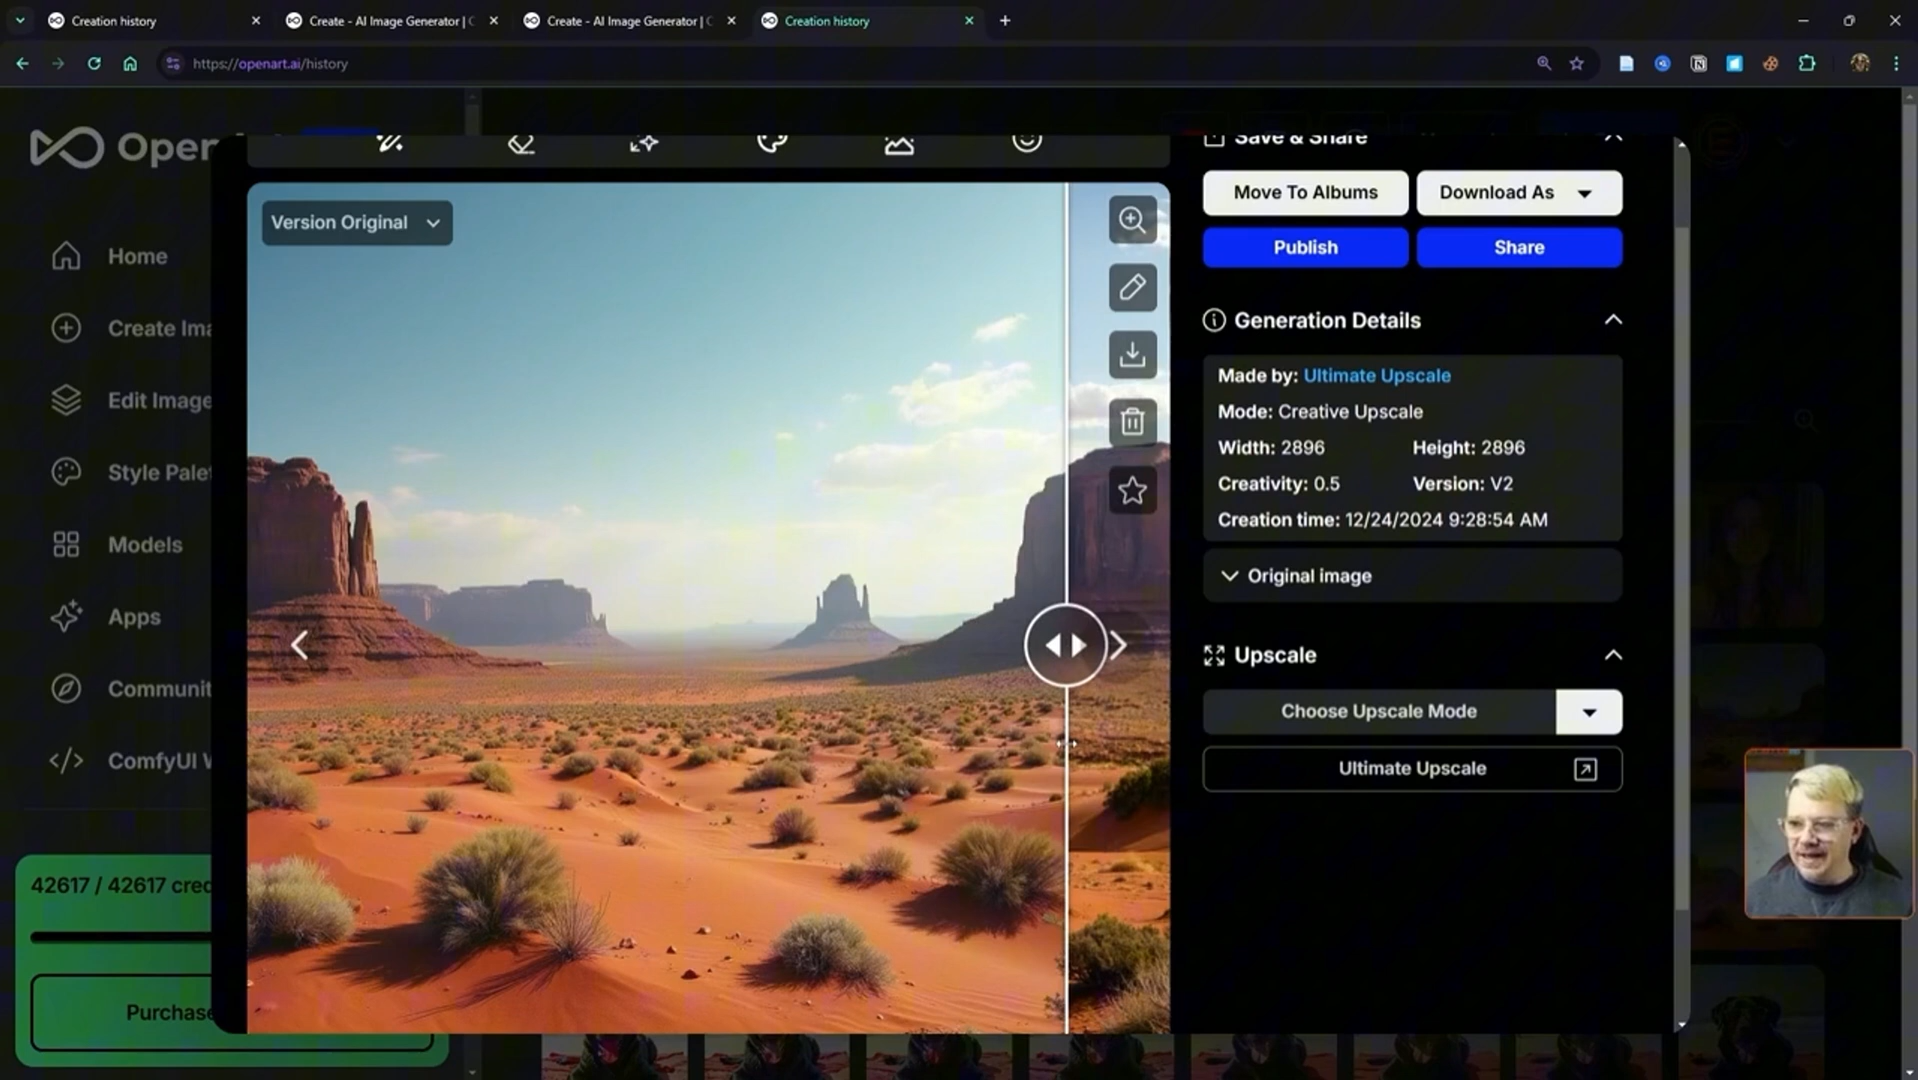 Creation history
Create - AI Image Generator |
Create - AI Image Generator |
Creation history
https://openart.ai/history
Open
Home
Create Ima
Edit Image
Style Pale
Models
Apps
Communit
ComfyUI W
42617 / 42617 cred
Purchase
Version Original
Save & Share
Move To Albums
Download As
Publish
Share
Generation Details
Made by: Ultimate Upscale
Mode: Creative Upscale
Width: 2896 Height: 2896
Creativity: 0.5 Version: V2
Creation time: 12/24/2024 9:28:54 AM
Original image
Upscale
Choose Upscale Mode
Ultimate Upscale